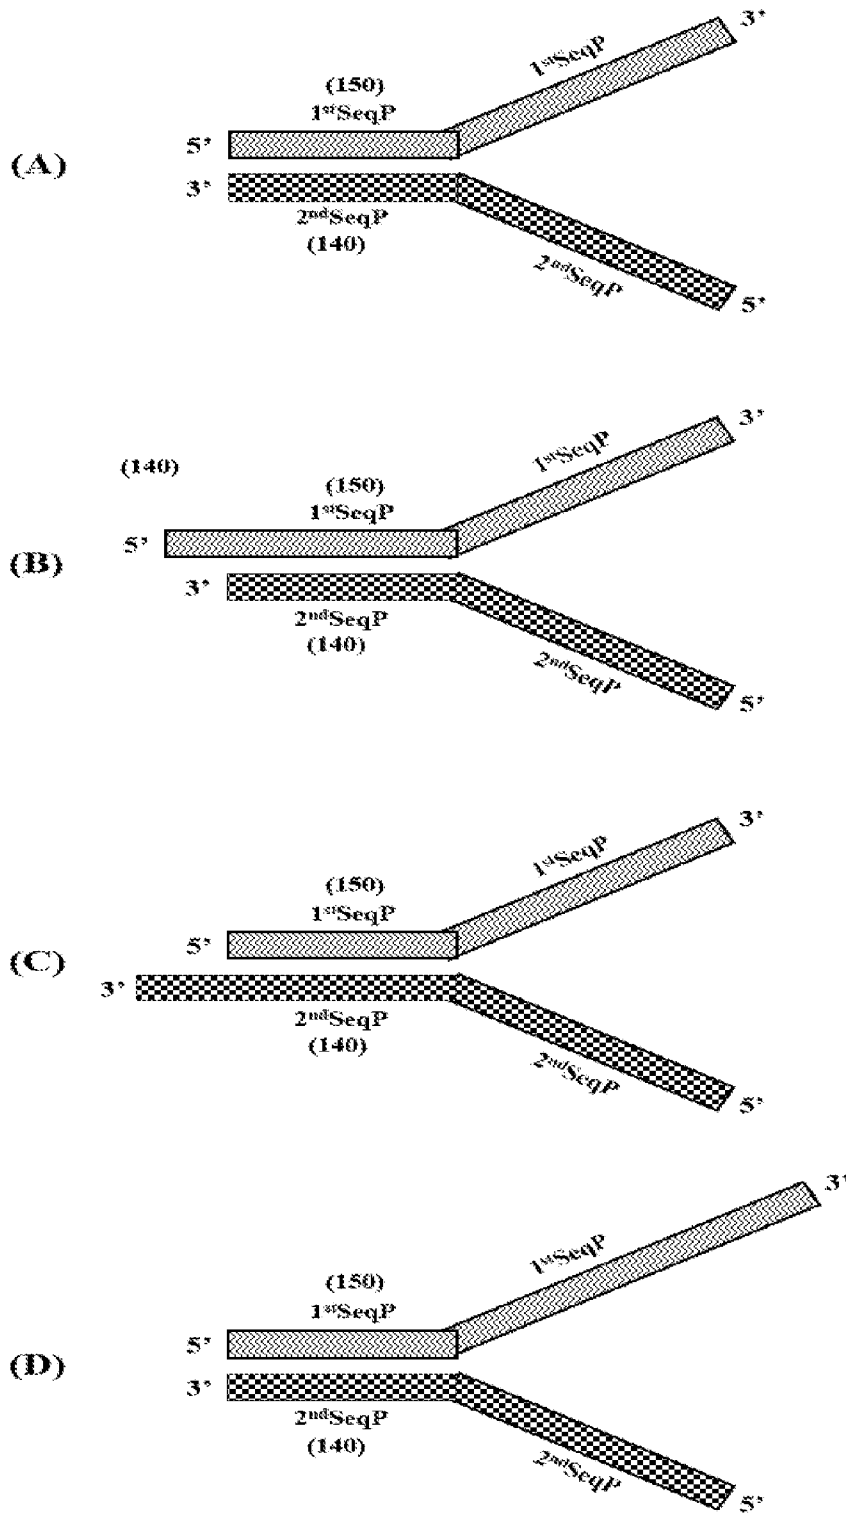 3’
1stSeqP
(150)
1stSeqP
5’
(A)
3’
2ndSeqP
(140)
2ndSeqP
5’
3’
1stSeqP
(140)
(150)
1stSeqP
5’
(B)
3’
2ndSeqP
(140)
2ndSeqP
5’
3’
1stSeqP
(150)
1stSeqP
5’
(C)
3’
2ndSeqP
(140)
2ndSeqP
5’
3’
1stSeqP
(150)
1stSeqP
5’
(D)
3’
2ndSeqP
(140)
2ndSeqP
5’